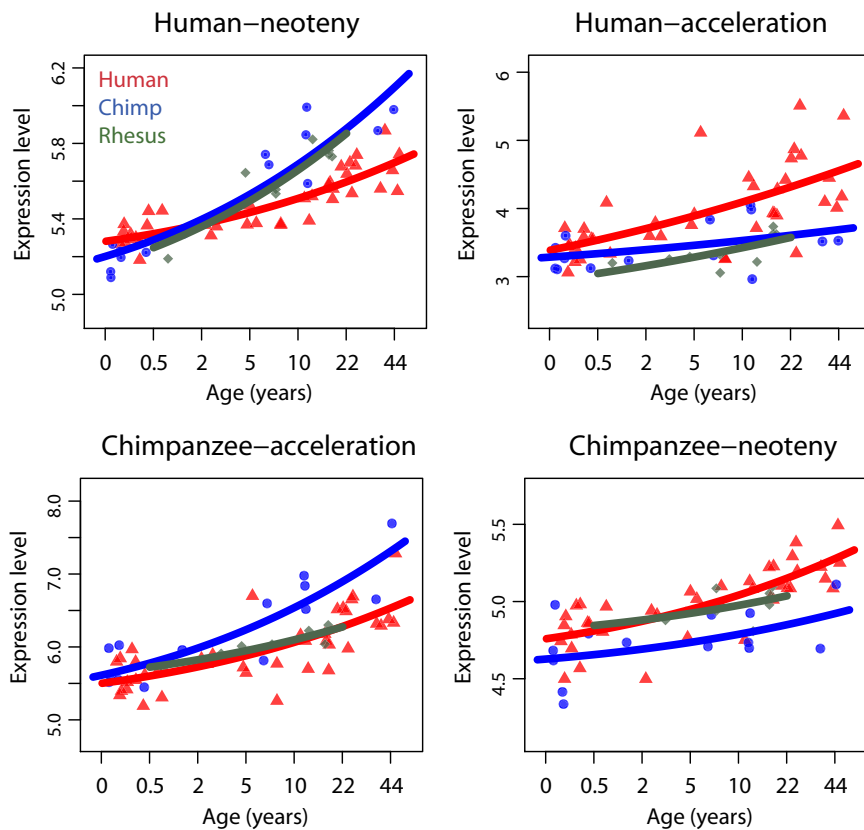 Human−neoteny
Expression level
6.2
5.8
5.4
5.0
Human
Chimp
Rhesus
0 0.5 2 5 10 22 44
Age (years)
Human−acceleration
Expression level
6
5
4
3
0 0.5 2 5 10 22 44
Age (years)
Chimpanzee−acceleration
Expression level
8.0
7.0
6.0
5.0
0 0.5 2 5 10 22 44
Age (years)
Chimpanzee−neoteny
Expression level
5.5
5.0
4.5
0 0.5 2 5 10 22 44
Age (years)